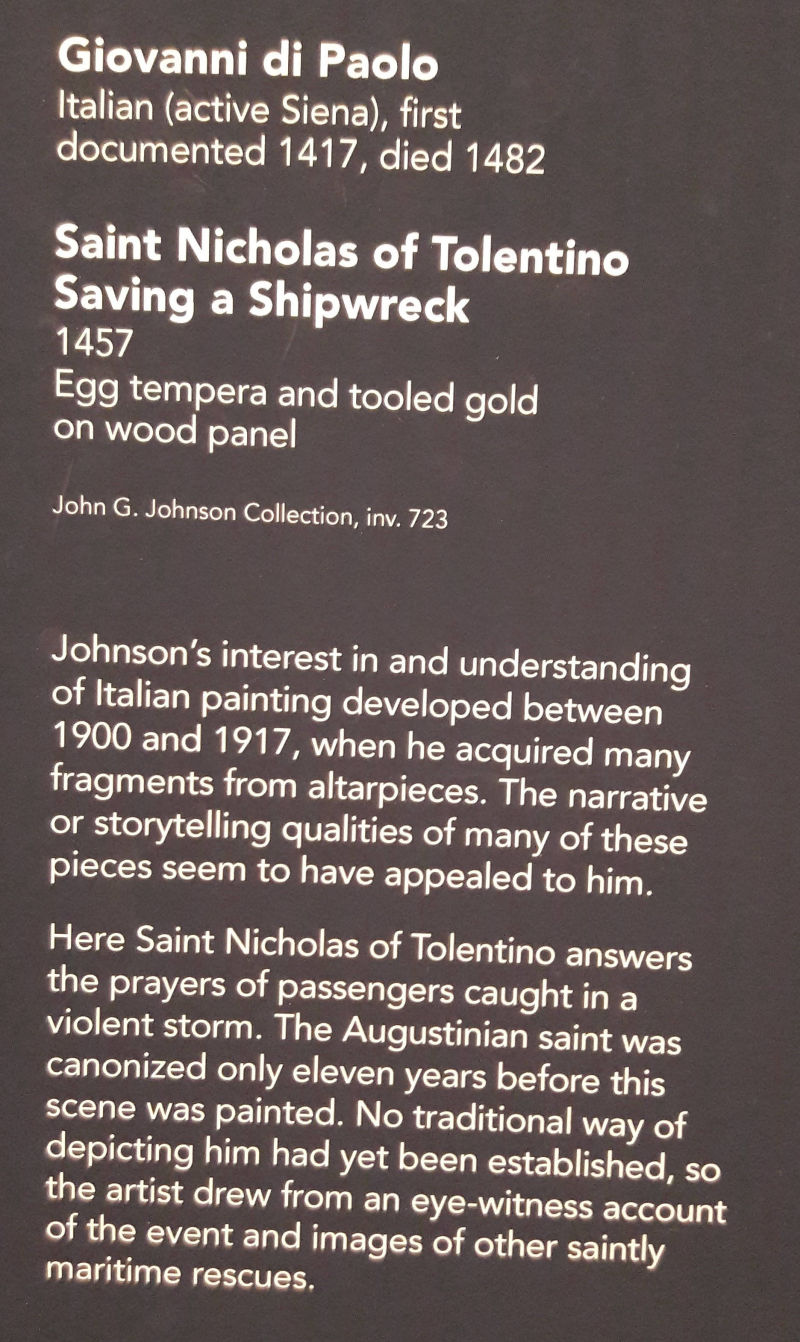 Giovanni di Paolo
Italian (active Siena), first
documented 1417, died 1482
Saint Nicholas of Tolentino
Saving a Shipwreck
1457
Egg tempera and tooled gold
on wood panel
John G. Johnson Collection, inv. 723
Johnson's interest in and understanding
of Italian painting developed between
1900 and 1917, when he acquired many
fragments from altarpieces. The narrative
or storytelling qualities of many of these
pieces seem to have appealed to him.
Here Saint Nicholas of Tolentino answers
the prayers of passengers caught in a
violent storm. The Augustinian saint was
canonized only eleven years before this
scene was painted. No traditional way of
depicting him had yet been established, so
the artist drew from an eye-witness account
of the event and images of other saintly
maritime rescues.